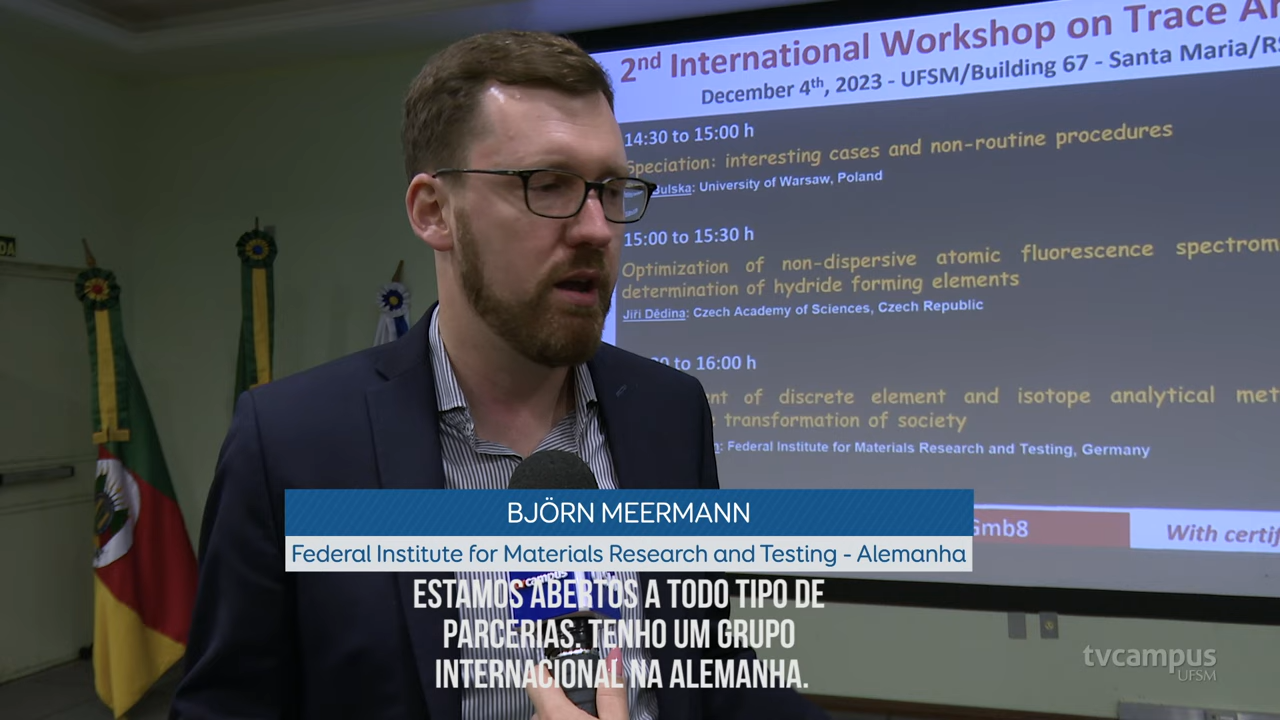 2nd International Workshop on Trace
December 4th, 2023 - UFSM/Building 67 - Santa Maria/RS
14:30 to 15:00 h
Speciation: interesting cases and non-routine procedures
Bulska: University of Warsaw, Poland
15:00 to 15:30 h
Optimization of non-dispersive atomic fluorescence
determination of hydride forming elements
Jiří Dědina: Czech Academy of Sciences, Czech Republic
to 16:00 h
of discrete element and isotope analytical
transformation of society
Federal Institute for Materials Research and Testing, Germany
With
BJÖRN MEERMANN
Federal Institute for Materials Research and Testing - Alemanha
tvcampus
ESTAMOS ABERTOS A TODO TIPO DE
PARCERIAS. TENHO UM GRUPO
INTERNACIONAL NA ALEMANHA.
tvcampus
UFSM